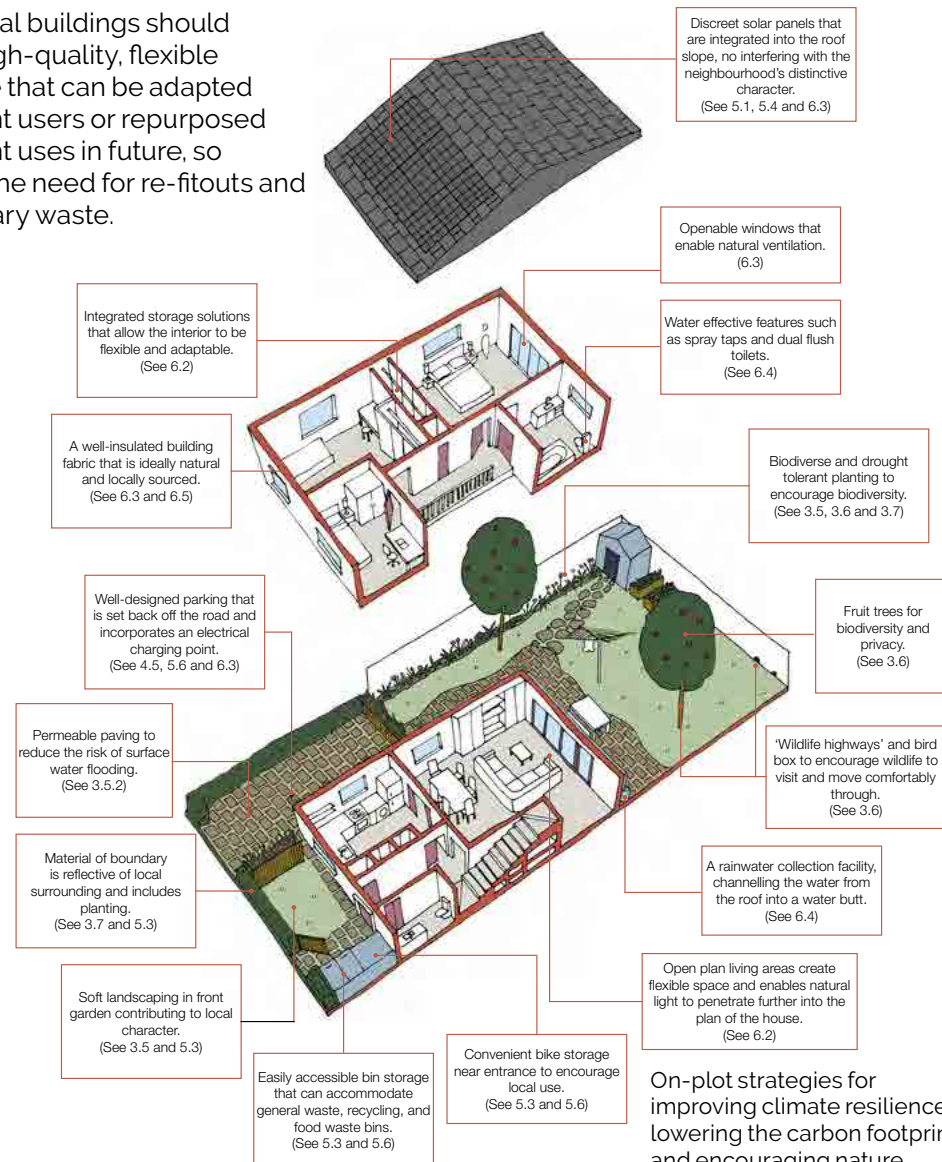 al buildings should
gh-quality, flexible
that can be adapted
nt users or repurposed
nt uses in future, so
he need for re-fitouts and
ary waste.
Discreet solar panels that
are integrated into the roof
slope, no interfering with the
neighbourhood's distinctive
character.
(See 5.1, 5.4 and 6.3)
Openable windows that
enable natural ventilation.
(6.3)
Integrated storage solutions
that allow the interior to be
flexible and adaptable.
(See 6.2)
Water effective features such
as spray taps and dual flush
toilets.
(See 6.4)
A well-insulated building
fabric that is ideally natural
and locally sourced.
(See 6.3 and 6.5)
Biodiverse and drought
tolerant planting to
encourage biodiversity.
(See 3.5, 3.6 and 3.7)
Well-designed parking that
is set back off the road and
incorporates an electrical
charging point.
(See 4.5, 5.6 and 6.3)
Fruit trees for
biodiversity and
privacy.
(See 3.6)
Permeable paving to
reduce the risk of surface
water flooding.
(See 3.5.2)
'Wildlife highways' and bird
box to encourage wildlife to
visit and move comfortably
through.
(See 3.6)
Material of boundary
is reflective of local
surrounding and includes
planting.
(See 3.7 and 5.3)
A rainwater collection facility,
channelling the water from
the roof into a water butt.
(See 6.4)
Soft landscaping in front
garden contributing to local
character.
(See 3.5 and 5.3)
Open plan living areas create
flexible space and enables natural
light to penetrate further into the
plan of the house.
(See 6.2)
Easily accessible bin storage
that can accommodate
general waste, recycling, and
food waste bins.
(See 5.3 and 5.6)
Convenient bike storage
near entrance to encourage
local use.
(See 5.3 and 5.6)
On-plot strategies for
improving climate resilience
lowering the carbon footprin
and encouraging nature